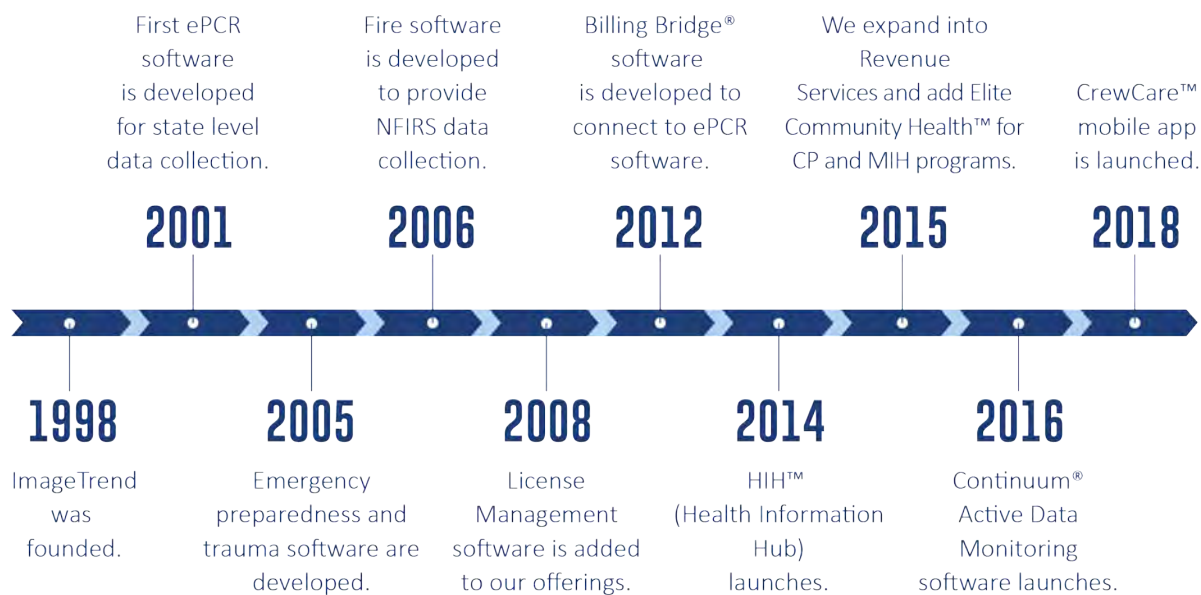 First ePCR
software
is developed
for state level
data collection.
2001
Fire software
is developed
to provide
NFIRS data
collection.
2006
Billing Bridge®
software
is developed to
connect to ePCR
software.
2012
We expand into
Revenue
Services and add Elite
Community Health™ for
CP and MIH programs.
2015
CrewCare™
mobile app
is launched.
2018
1998
ImageTrend
was
founded.
2005
Emergency
preparedness and
trauma software are
developed.
2008
License
Management
software is added
to our offerings.
2014
HIH™
(Health Information
Hub)
launches.
2016
Continuum®
Active Data
Monitoring
software launches.